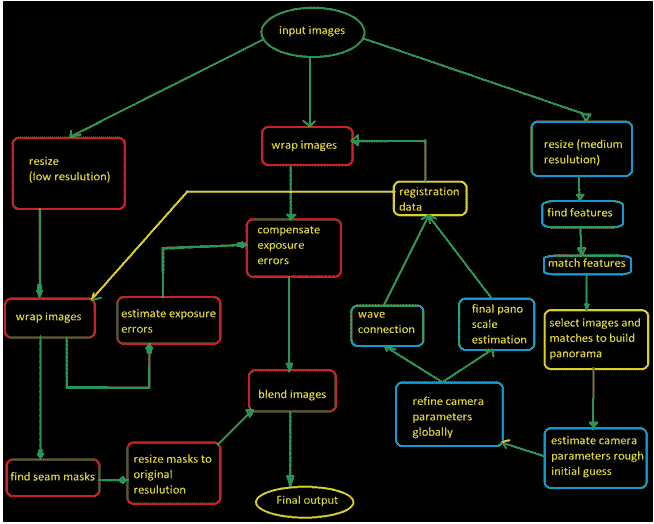 input images
resize
(low resulution)
wrap images
resize (medium
resulution)
registration
data
find features
compensate
exposure
errors
match features
wrap images
estimate exposure
errors
wave
connection
final pano
scale
estimation
select images and
matches to build
panorama
blend images
refine camera
parameters
globally
find seam masks
resize masks to
original
resulution
estimate camera
parameters rough
initial guess
Final output